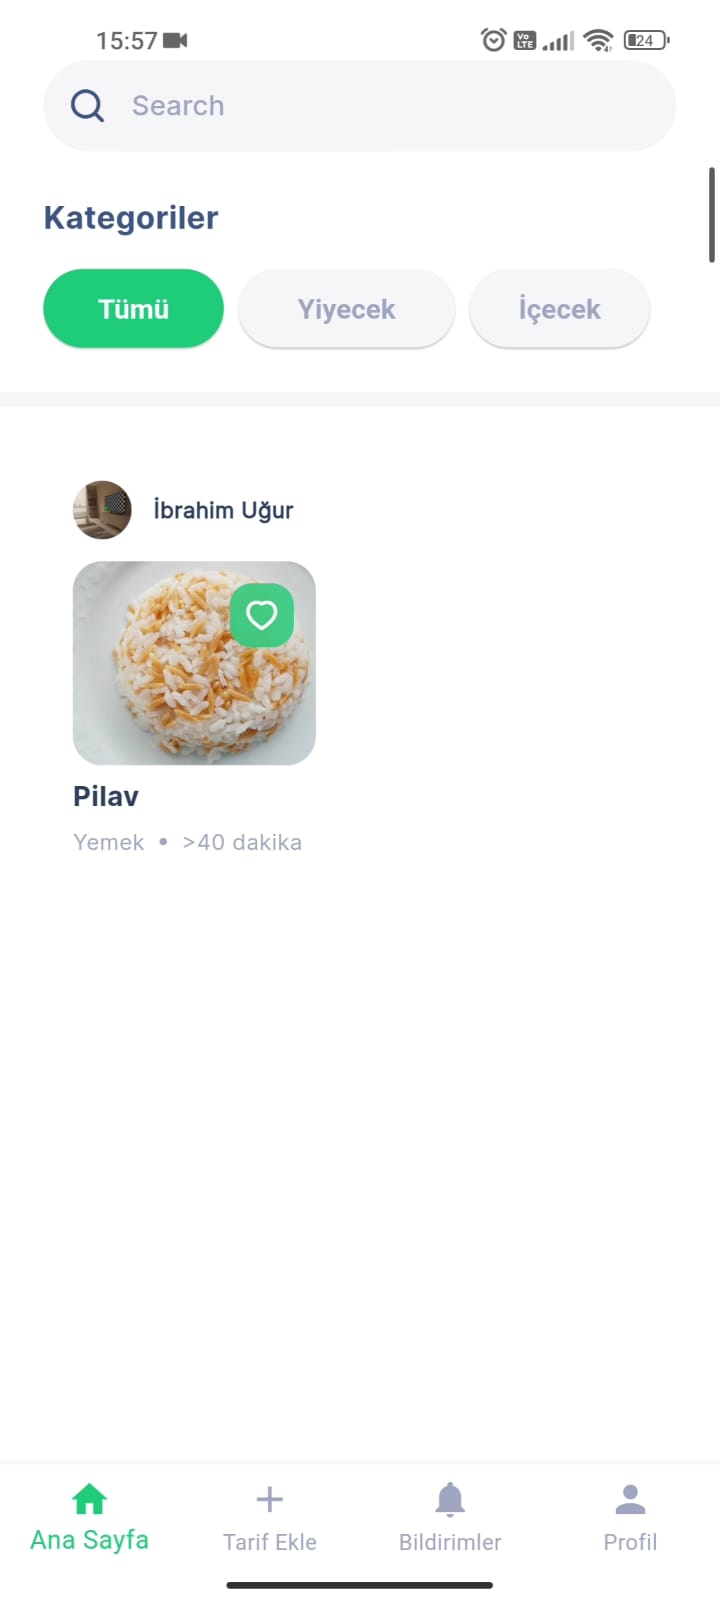 15:57
Vo LTE
24
Search
Kategoriler
Tümü
Yiyecek
İçecek
İbrahim Uğur
Pilav
Yemek • >40 dakika
Ana Sayfa
Tarif Ekle
Bildirimler
Profil